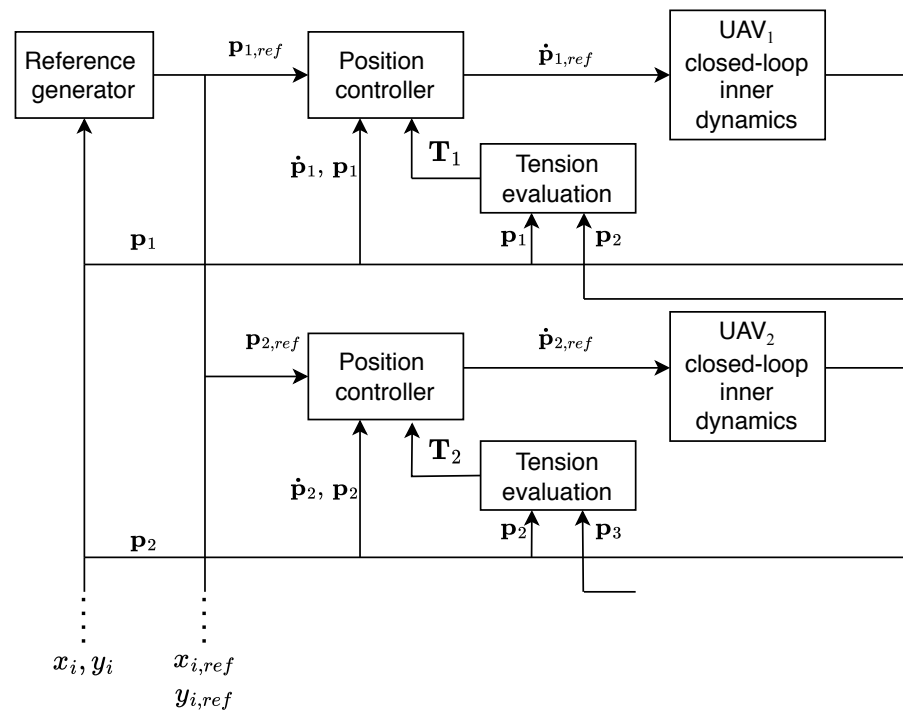 Reference
generator
𝐩₁,ref
Position
controller
𝐩̇₁,ref
UAV₁
closed-loop
inner
dynamics
𝐩̇₁, 𝐩₁
𝐓₁
Tension
evaluation
𝐩₁
𝐩₁
𝐩₂
𝐩₂,ref
Position
controller
𝐩̇₂,ref
UAV₂
closed-loop
inner
dynamics
𝐩̇₂, 𝐩₂
𝐓₂
Tension
evaluation
𝐩₂
𝐩₂
𝐩₃
xᵢ, yᵢ
xᵢ,ref
yᵢ,ref